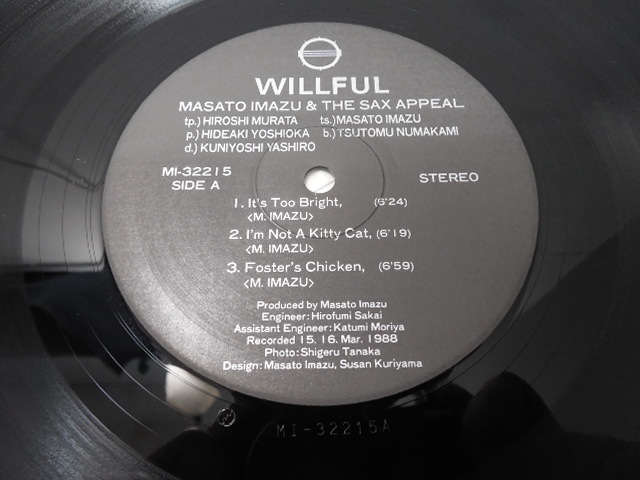 WILLFUL
MASATO IMAZU & THE SAX APPEAL
tp.) HIROSHI MURATA ts.) MASATO IMAZU
p.) HIDEAKI YOSHIOKA b.) TSUTOMU NUMAKAMI
d.) KUNIYOSHI YASHIRO
MI-32215
SIDE A
STEREO
1. It's Too Bright, (6'24)
<M. IMAZU>
2. I'm Not A Kitty Cat, (6'19)
<M. IMAZU>
3. Foster's Chicken, (6'59)
<M. IMAZU>
Produced by Masato Imazu
Engineer: Hirofumi Sakai
Assistant Engineer: Katumi Moriya
Recorded 15. 16. Mar. 1988
Photo: Shigeru Tanaka
Design: Masato Imazu, Susan Kuriyama
MI-32215A